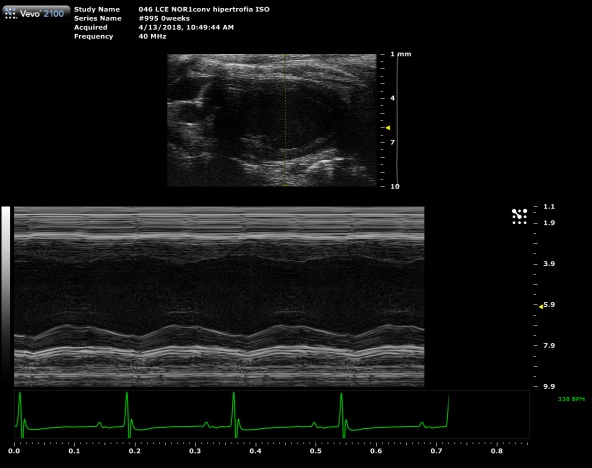 Vevo 2100
Study Name 046 LCE NOR1conv hipertrofia ISO
Series Name #995 0weeks
Acquired 4/13/2018, 10:49:44 AM
Frequency 40 MHz
1 mm
4
7
10
1.1
1.9
3.9
5.9
7.9
9.9
338 BPM
0.0 0.1 0.2 0.3 0.4 0.5 0.6 0.7 0.8